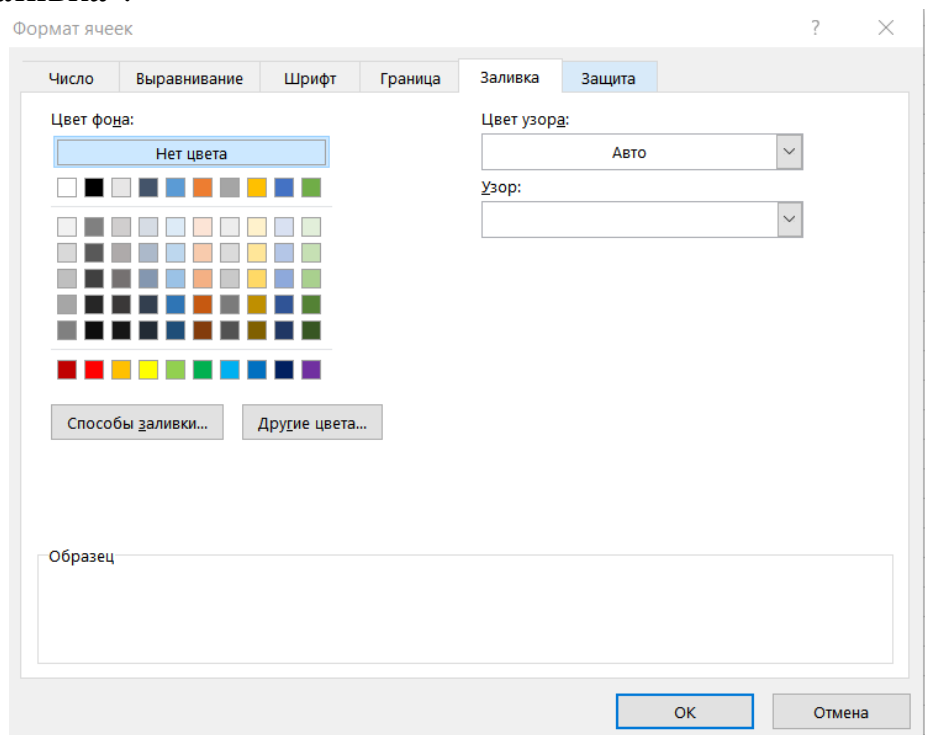 Формат ячеек ?
Число Выравнивание Шрифт Граница Заливка Защита
Цвет фона:
Нет цвета
Цвет узора:
Авто
Узор:
Способы заливки... Другие цвета...
Образец
ОК Отмена